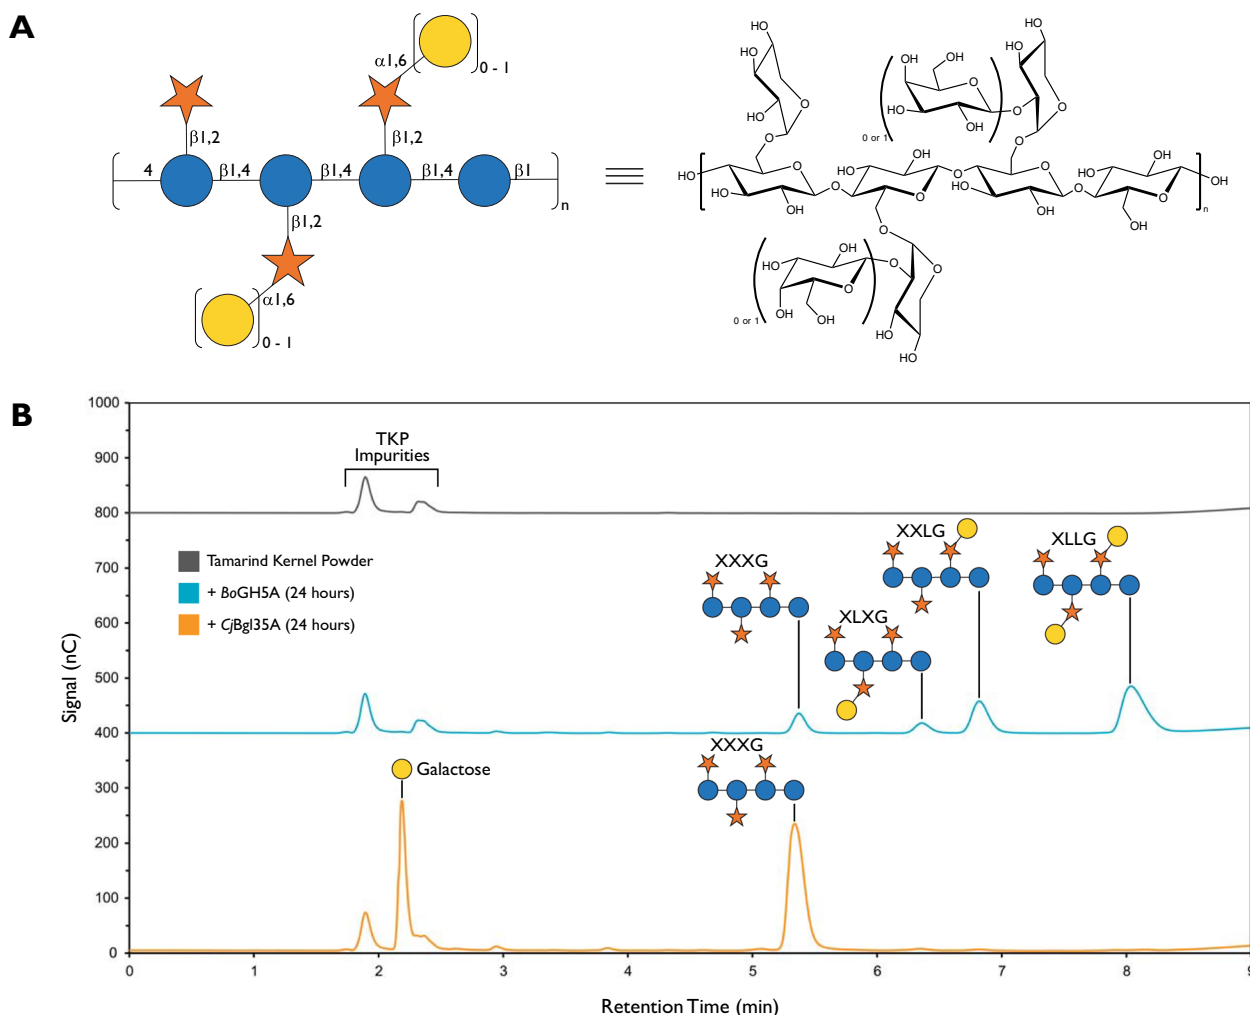 A
α1,6
0 - 1
β1,2
β1,2
4
β1,4
β1,4
β1,4
β1
n
β1,2
α1,6
0 - 1
HO
HO
HO
HO
O
O
HO
OH
O
HO
OH
O
0 or 1
HO
HO
O
O
HO
O
HO
OH
O
O
HO
OH
O
O
O
HO
OH
O
O
HO
OH
O
OH
OH
n
O
O
OH
HO
O
O
O
OH
OH
0 or 1
HO
HO
B
1000
900
800
700
600
500
400
300
200
100
0
Signal (nC)
TKP
Impurities
Tamarind Kernel Powder
+ BoGH5A (24 hours)
+ CjBgl35A (24 hours)
XXXG
XLXG
XXLG
XLLG
Galactose
XXXG
0
1
2
3
4
5
6
7
8
9
Retention Time (min)